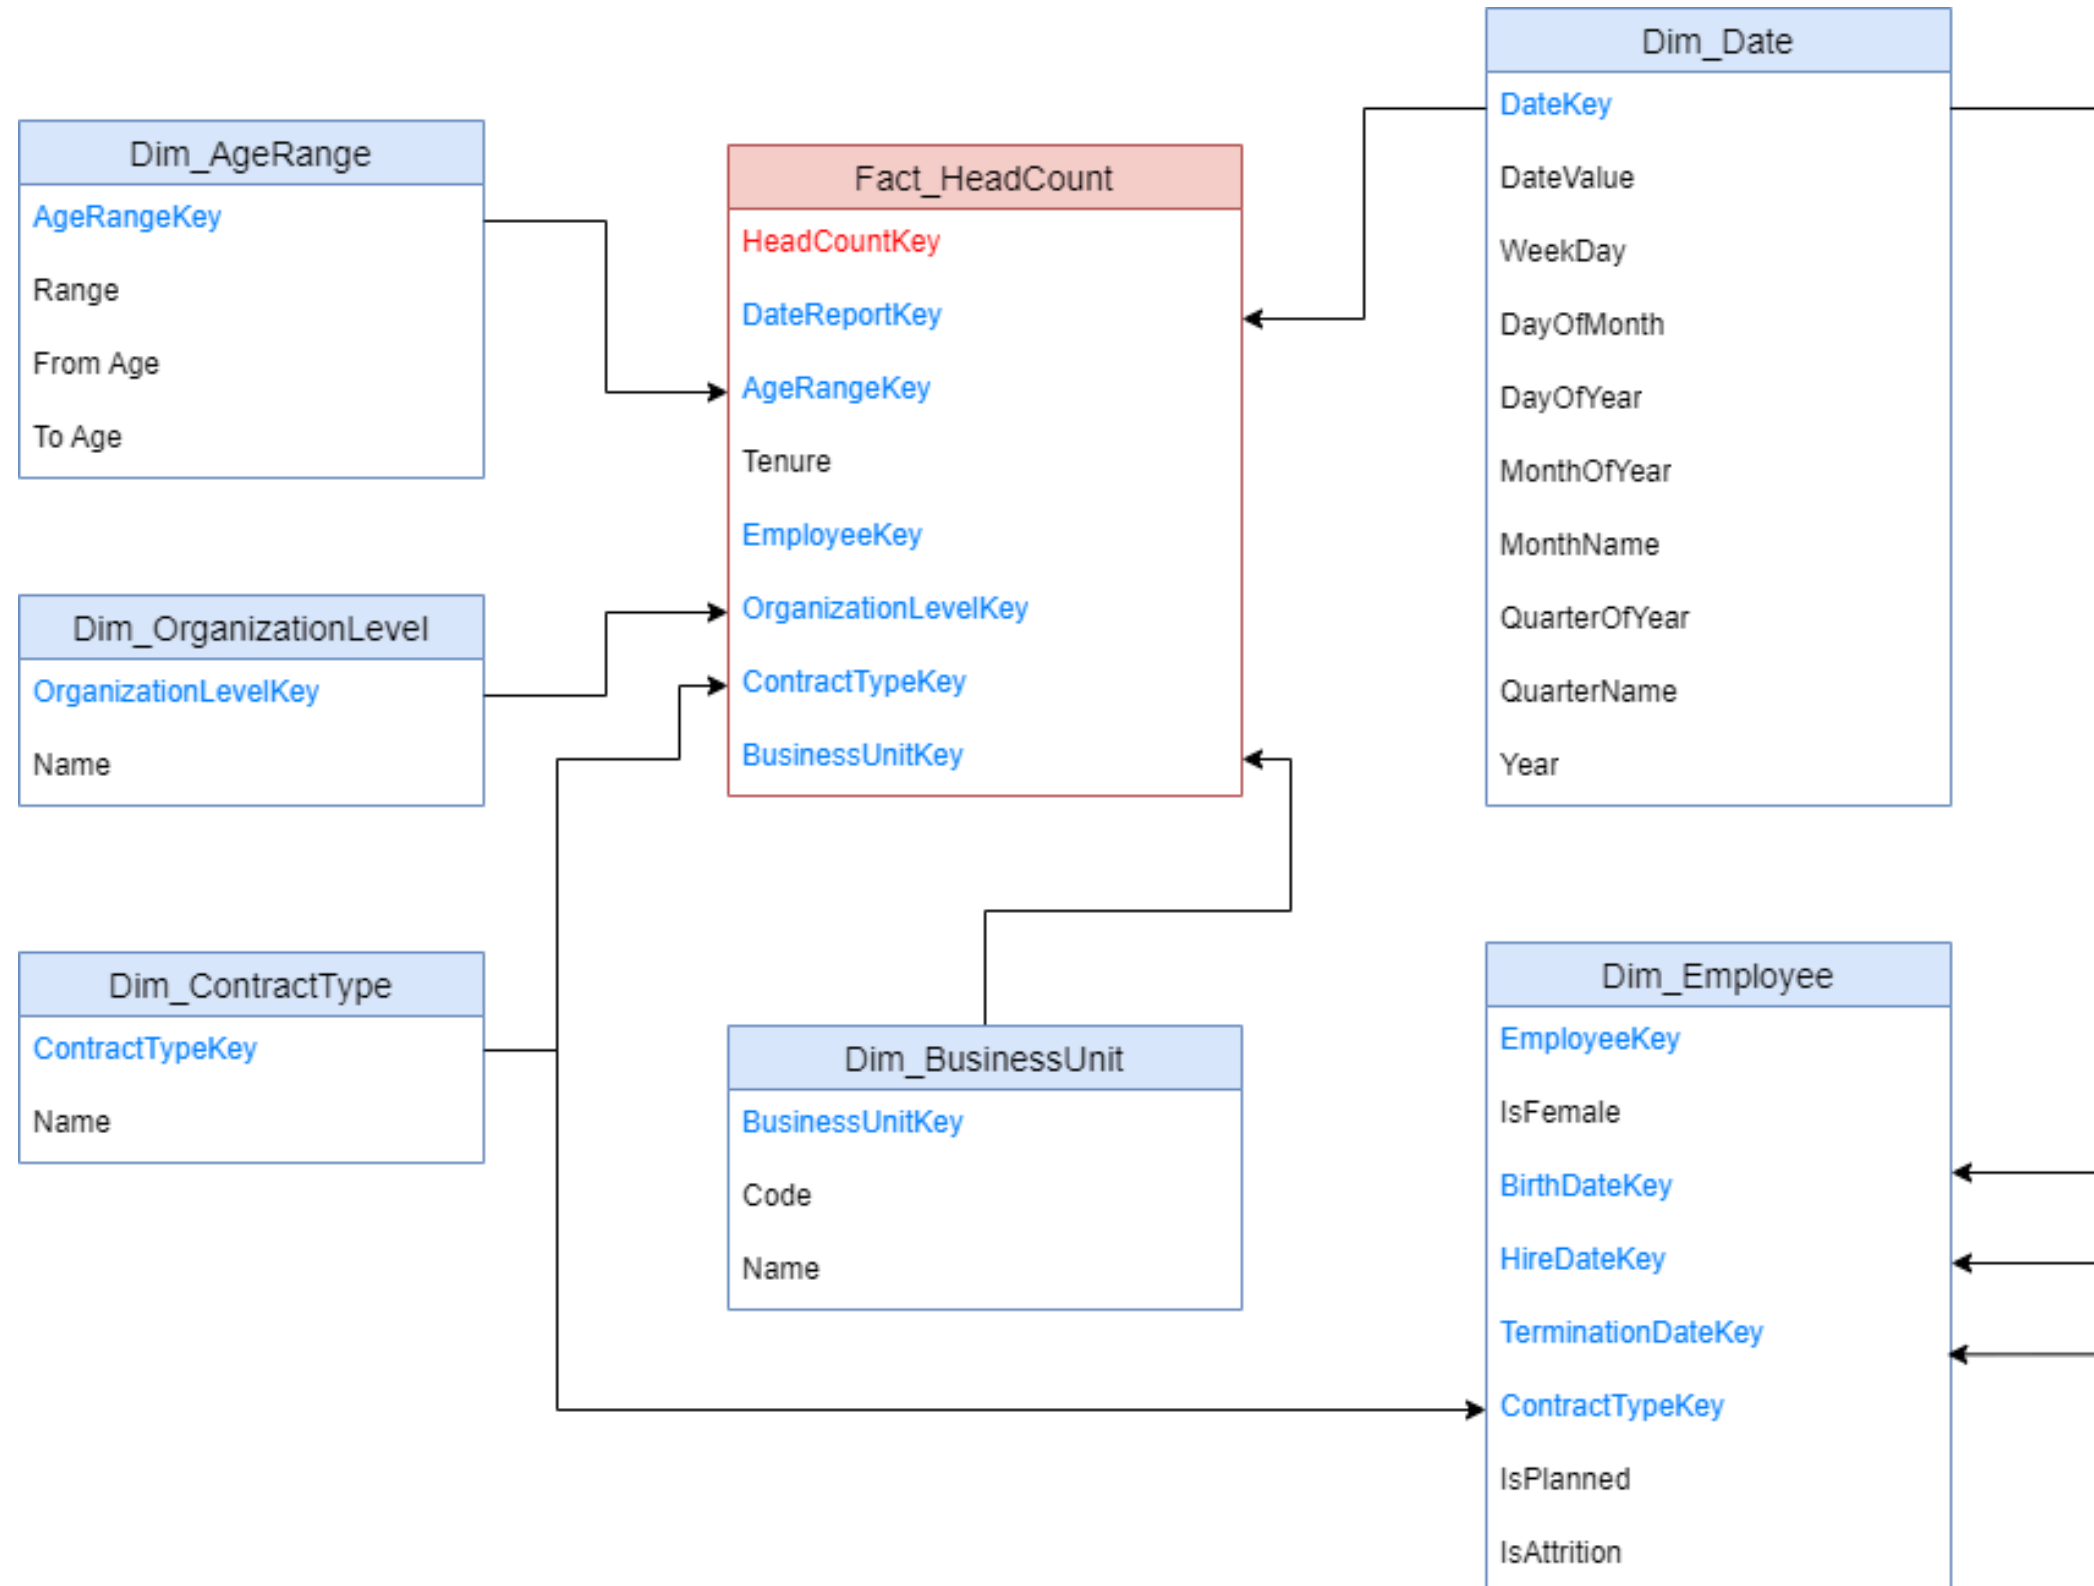 Dim_AgeRange
AgeRangeKey
Range
From Age
To Age
Dim_OrganizationLevel
OrganizationLevelKey
Name
Dim_ContractType
ContractTypeKey
Name
Fact_HeadCount
HeadCountKey
DateReportKey
AgeRangeKey
Tenure
EmployeeKey
OrganizationLevelKey
ContractTypeKey
BusinessUnitKey
Dim_BusinessUnit
BusinessUnitKey
Code
Name
Dim_Date
DateKey
DateValue
WeekDay
DayOfMonth
DayOfYear
MonthOfYear
MonthName
QuarterOfYear
QuarterName
Year
Dim_Employee
EmployeeKey
IsFemale
BirthDateKey
HireDateKey
TerminationDateKey
ContractTypeKey
IsPlanned
IsAttrition